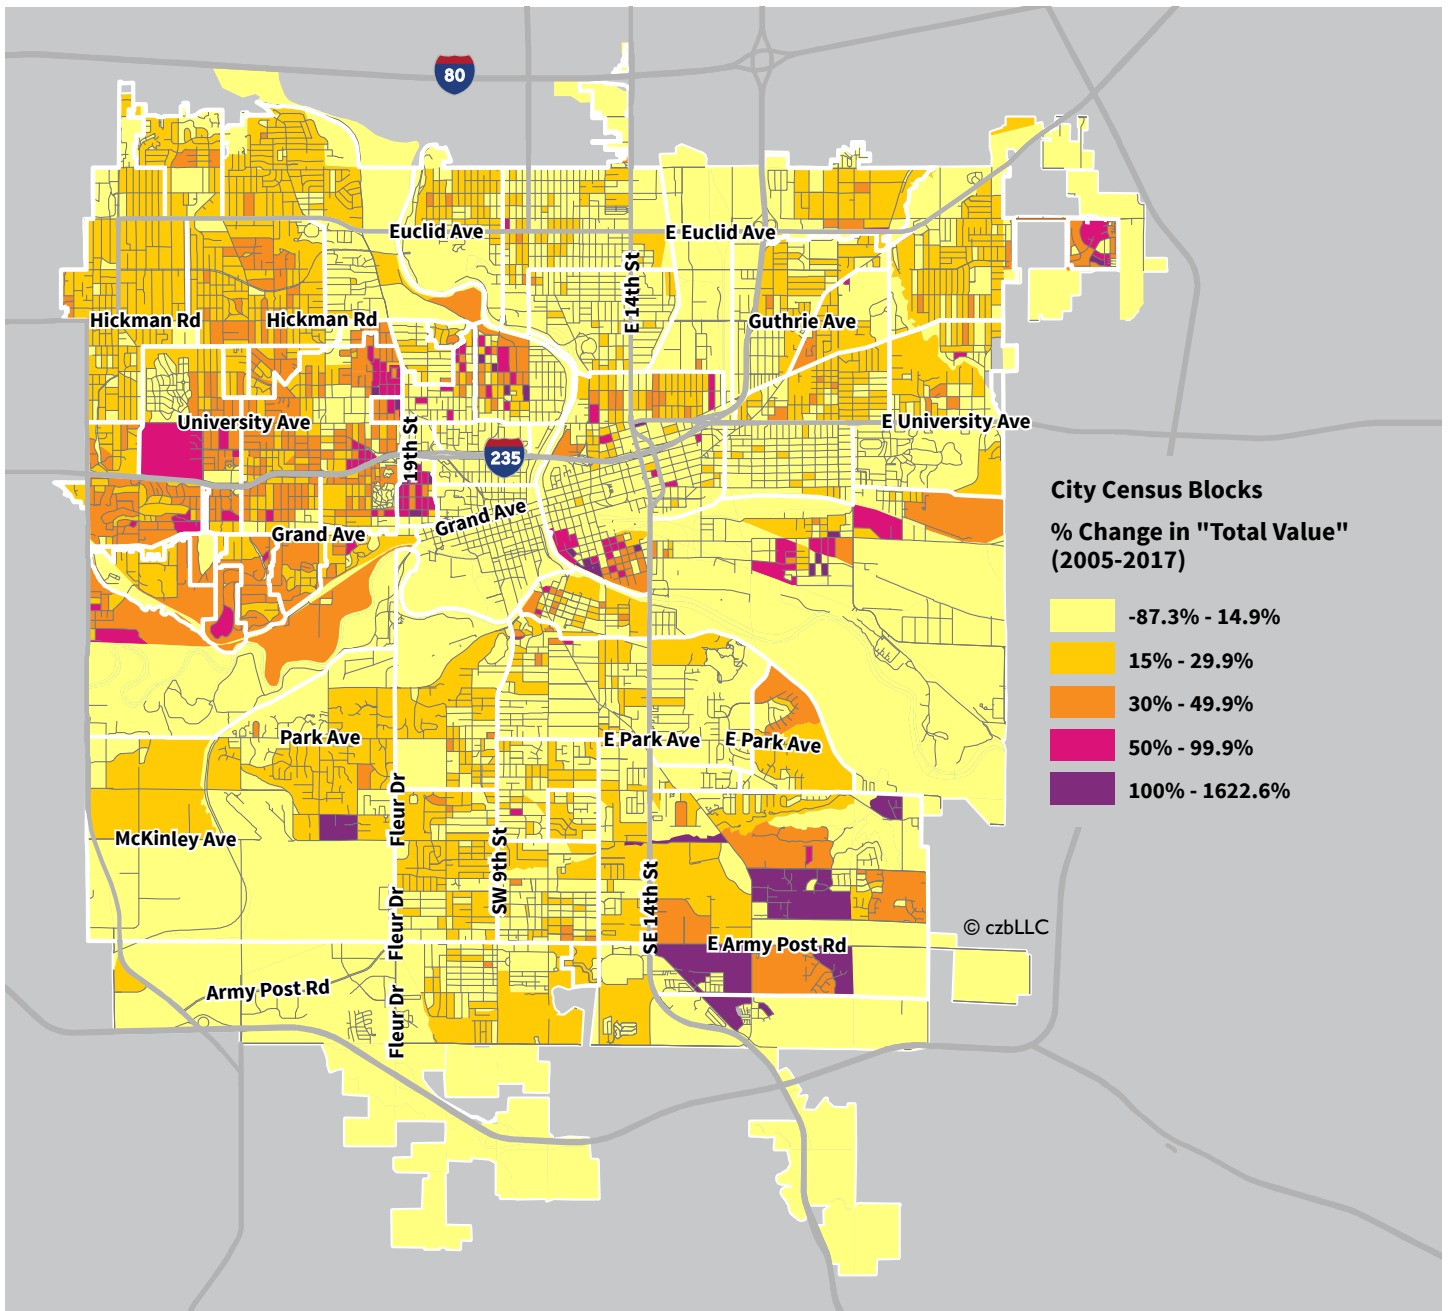 80
Euclid Ave
E Euclid Ave
E 14th St
Hickman Rd
Hickman Rd
Guthrie Ave
University Ave
E University Ave
19th St
235
Grand Ave
Grand Ave
City Census Blocks
% Change in "Total Value"
(2005-2017)
-87.3% - 14.9%
15% - 29.9%
30% - 49.9%
50% - 99.9%
100% - 1622.6%
Park Ave
E Park Ave
E Park Ave
Fleur Dr
McKinley Ave
SW 9th St
SE 14th St
Fleur Dr
© czbLLC
E Army Post Rd
Army Post Rd
Fleur Dr